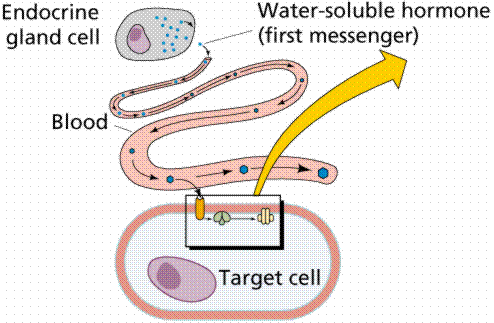 Endocrine
gland cell
Water-soluble hormone
(first messenger)
Blood
Target cell